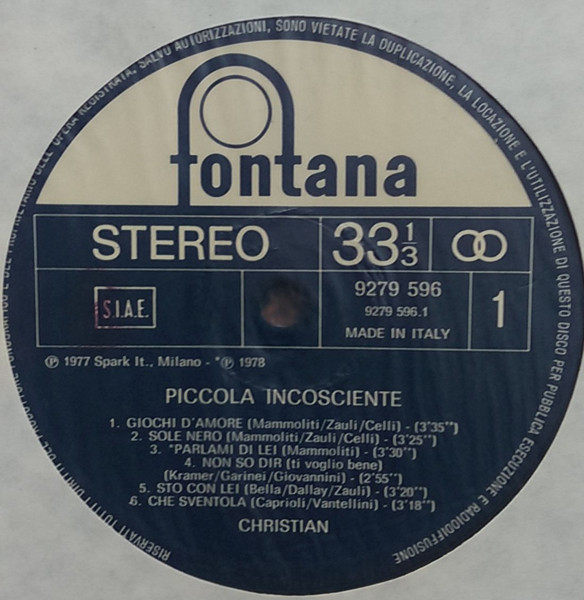 RISERVATI TUTTI I DIRITTI DEL PRODUTTORE FONOGRAFICO E DEL PROPRIETARIO DELL'OPERA REGISTRATA. SALVO AUTORIZZAZIONI, SONO VIETATE LA DUPLICAZIONE, LA LOCAZIONE E L'UTILIZZAZIONE DI QUESTO DISCO PER PUBBLICA ESECUZIONE E RADIODIFFUSIONE
fontana
STEREO
33 1/3
S.I.A.E.
9279 596
9279 596.1
MADE IN ITALY
1
℗ 1977 Spark It., Milano - *℗ 1978
PICCOLA INCOSCIENTE
1. GIOCHI D'AMORE (Mammoliti/Zauli/Celli) - (3'35'')
2. SOLE NERO (Mammoliti/Zauli/Celli) - (3'25'')
3. *PARLAMI DI LEI (Mammoliti) - (3'30'')
4. NON SO DIR (ti voglio bene)
(Kramer/Garinei/Giovannini) - (2'55'')
5. STO CON LEI (Bella/Dallay/Zauli) - (3'20'')
6. CHE SVENTOLA (Caprioli/Vantellini) - (3'18'')
CHRISTIAN